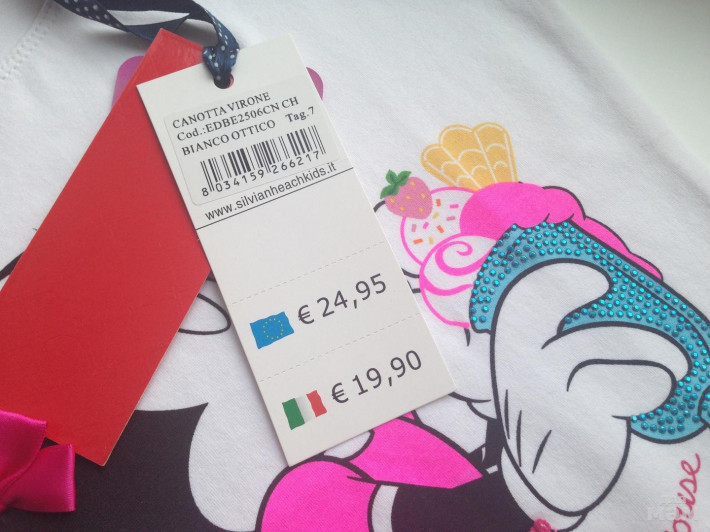 CANOTTA VIRONE
Cod.:EDBE2506CN CH
BIANCO OTTICO Tag.7
8 034159 266217
www.silvianheachkids.it
€ 24,95
€ 19,90